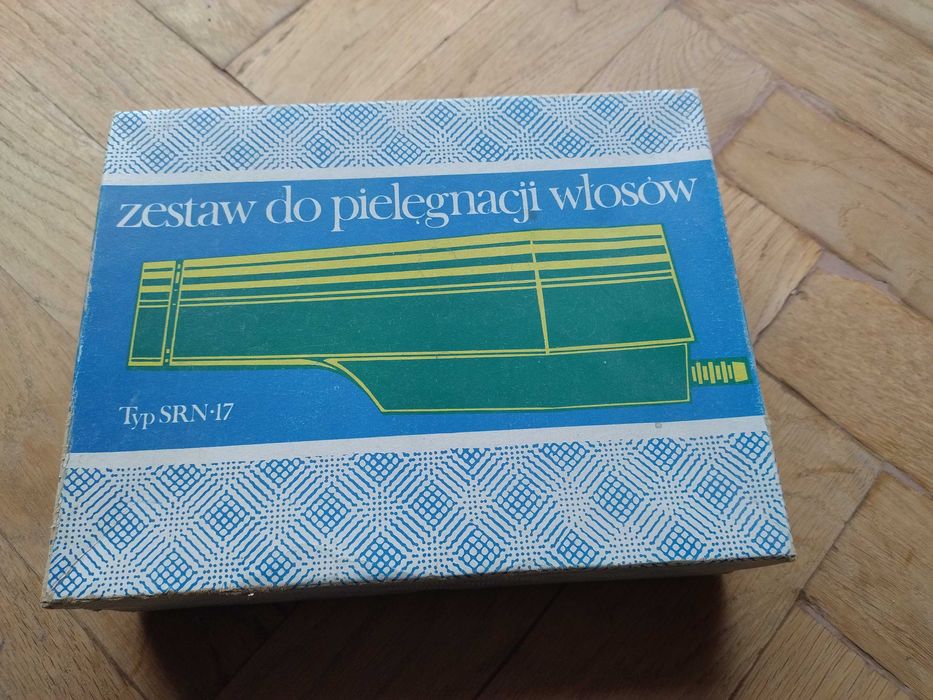 zestaw do pielęgnacji włosów
Typ SRN-17